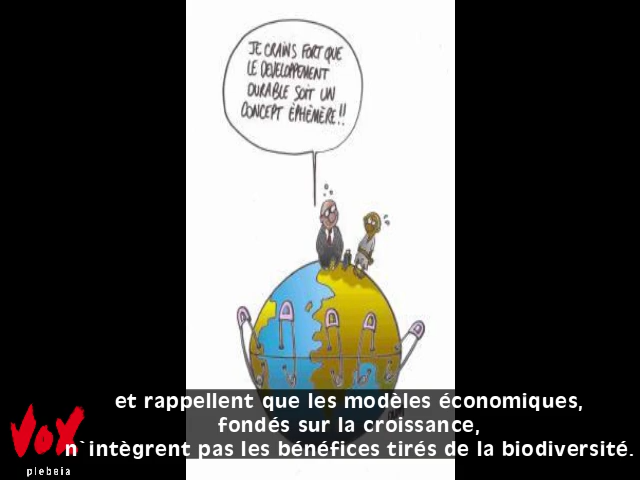 JE CRAINS FORT QUE
LE DEVELOPPEMENT
DURABLE SOIT UN
CONCEPT ÉPHÉMÈRE!!
et rappellent que les modèles économiques,
fondés sur la croissance,
n`intègrent pas les bénéfices tirés de la biodiversité.
VOX
plebeia